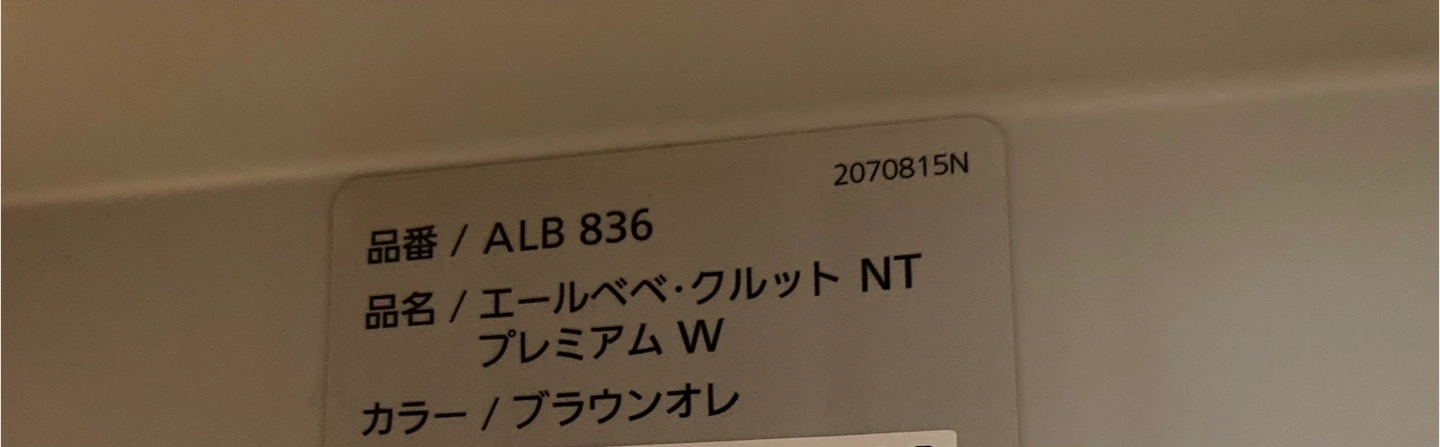 2070815N
品番 / ALB 836
品名 / エールベベ・クルット NT
プレミアム W
カラー / ブラウンオレ